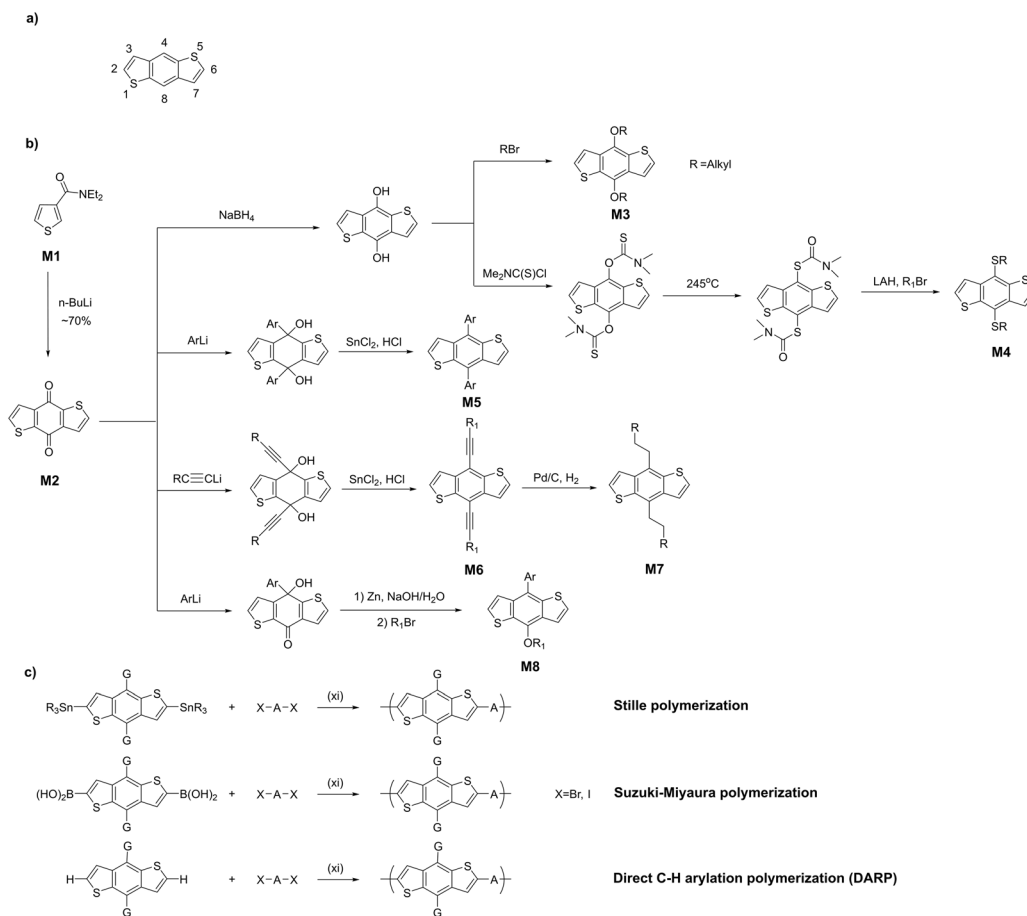 a)
3
4
S
5
2
6
S
1
8
7
b)
O
NEt2
S
M1
n-BuLi
~70%
O
S
S
O
M2
NaBH4
OH
S
S
OH
RBr
OR
S
S
OR
M3
R =Alkyl
Me2NC(S)Cl
S
O
N
S
S
N
O
S
245°C
O
S
N
S
S
N
S
O
LAH, R1Br
SR
S
S
SR
M4
ArLi
Ar
OH
S
S
Ar
OH
SnCl2, HCl
Ar
S
S
Ar
M5
RC≡CLi
R
OH
S
S
OH
R
SnCl2, HCl
R1
S
S
R1
M6
Pd/C, H2
R
S
S
R
M7
ArLi
Ar
OH
S
S
O
1) Zn, NaOH/H2O
2) R1Br
Ar
S
S
OR1
M8
c)
G
R3Sn
S
SnR3
S
G
+
X-A-X
(xi)
G
S
A
S
G
Stille polymerization
G
(HO)2B
S
B(OH)2
S
G
+
X-A-X
(xi)
G
S
A
S
G
X=Br, I
Suzuki-Miyaura polymerization
G
H
S
H
S
G
+
X-A-X
(xi)
G
S
A
S
G
Direct C-H arylation polymerization (DARP)